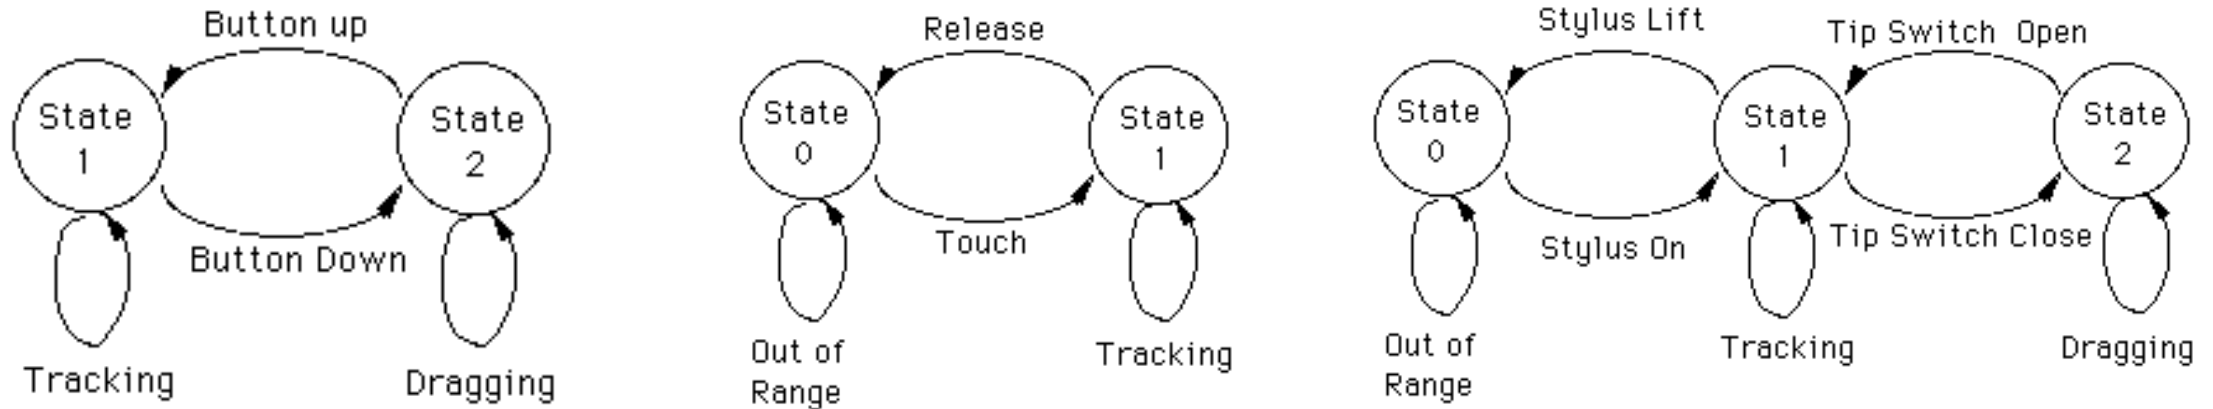 Button up
State
1
State
2
Button Down
Tracking
Dragging
Release
State
0
State
1
Touch
Out of
Range
Tracking
Stylus Lift
Tip Switch Open
State
0
State
1
State
2
Stylus On
Tip Switch Close
Out of
Range
Tracking
Dragging